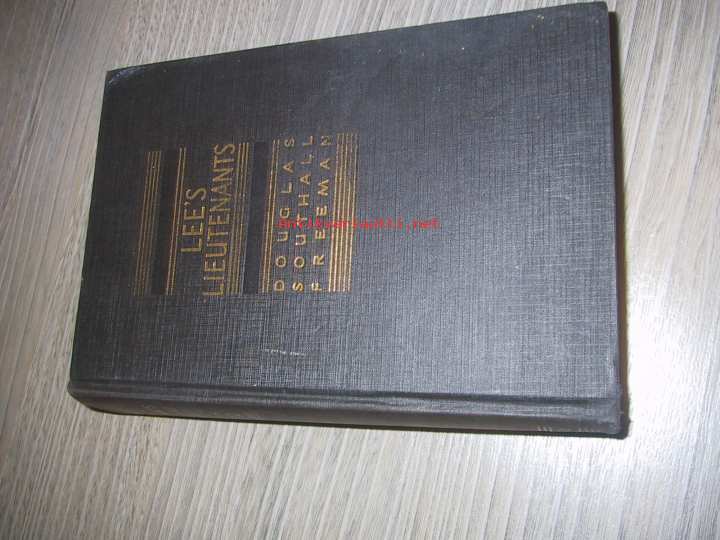 LEE'S
LIEUTENANTS
DOUGLAS
SOUTHALL
FREEMAN
Antikvariaatti.net